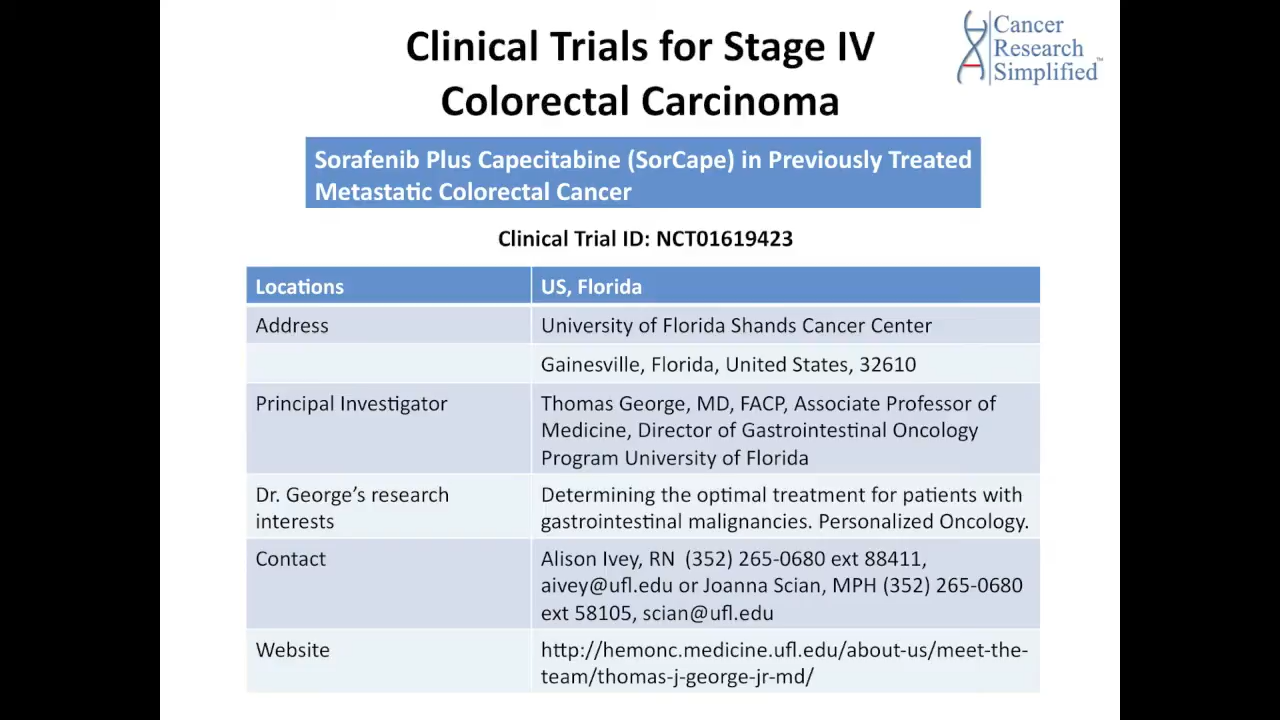 Clinical Trials for Stage IV
Colorectal Carcinoma
Cancer
Research
Simplified™
Sorafenib Plus Capecitabine (SorCape) in Previously Treated
Metastatic Colorectal Cancer
Clinical Trial ID: NCT01619423
Locations US, Florida
Address University of Florida Shands Cancer Center
Gainesville, Florida, United States, 32610
Principal Investigator Thomas George, MD, FACP, Associate Professor of
Medicine, Director of Gastrointestinal Oncology
Program University of Florida
Dr. George’s research
interests
Determining the optimal treatment for patients with
gastrointestinal malignancies. Personalized Oncology.
Contact Alison Ivey, RN (352) 265-0680 ext 88411,
aivey@ufl.edu or Joanna Scian, MPH (352) 265-0680
ext 58105, scian@ufl.edu
Website http://hemonc.medicine.ufl.edu/about-us/meet-the-
team/thomas-j-george-jr-md/